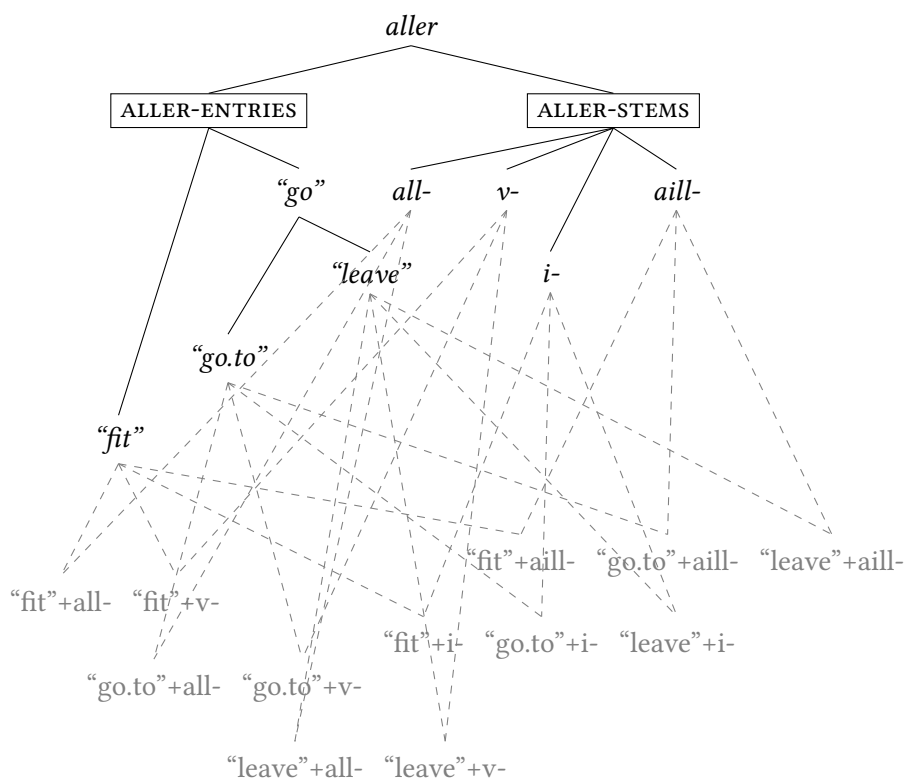 aller
ALLER-ENTRIES ALLER-STEMS
“go” all- v- aill-
“leave” i-
“go.to”
“fit”
“fit”+aill- “go.to”+aill- “leave”+aill-
“fit”+all- “fit”+v-
“fit”+i- “go.to”+i- “leave”+i-
“go.to”+all- “go.to”+v-
“leave”+all- “leave”+v-